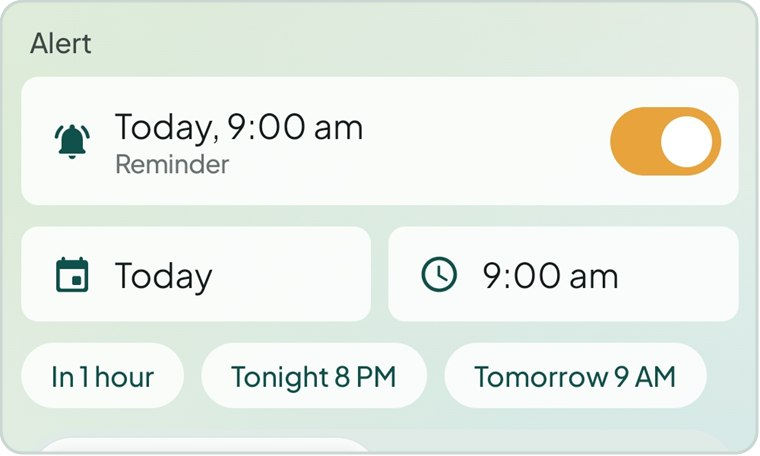 Alert
Today, 9:00 am
Reminder
Today
9:00 am
In 1 hour
Tonight 8 PM
Tomorrow 9 AM